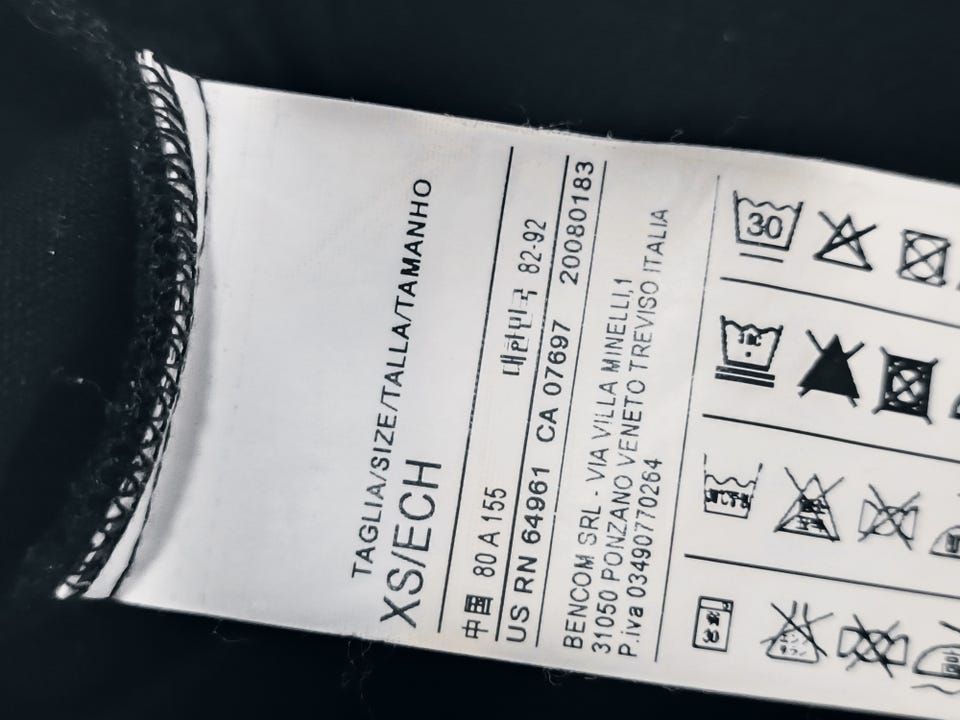 TAGLIA/SIZE/TALLA/TAMANHO
XS/ECH
中国 80 A 155 대한민국 82-92
US RN 64961 CA 07697 20080183
BENCOM SRL - VIA VILLA MINELLI,1
31050 PONZANO VENETO TREVISO ITALIA
P.iva 03490770264
30